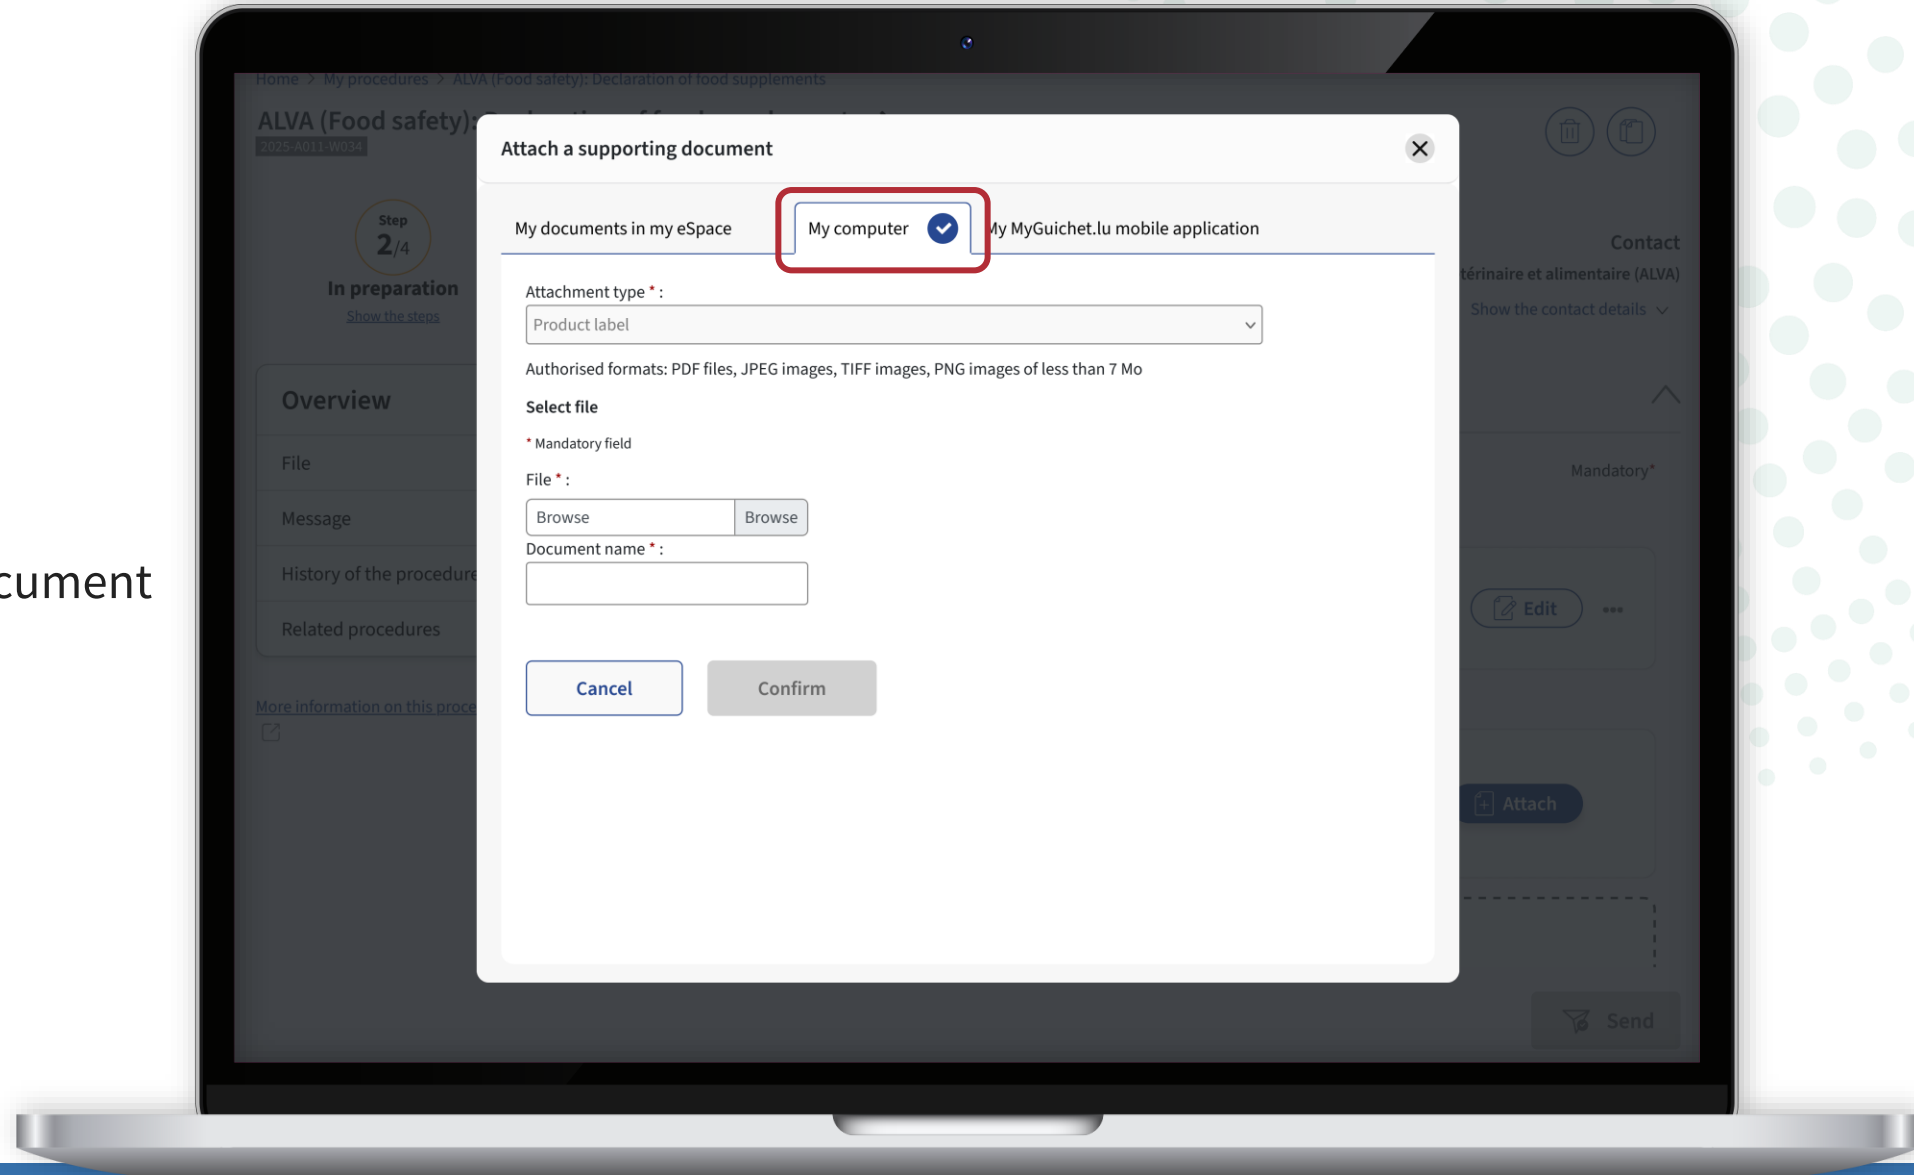 Home > My procedures > ALVA (Food safety): Declaration of food supplements
ALVA (Food safety):
2025-A011-W034
Step
2/4
In preparation
Show the steps
Overview
File
Message
History of the procedure
Related procedures
More information on this proce
cument
Attach a supporting document
My documents in my eSpace
My computer
My MyGuichet.lu mobile application
Attachment type * :
Product label
Authorised formats: PDF files, JPEG images, TIFF images, PNG images of less than 7 Mo
Select file
* Mandatory field
File * :
Browse Browse
Document name * :
Cancel Confirm
Contact
térinaire et alimentaire (ALVA)
Show the contact details
Mandatory*
Edit
Attach
Send